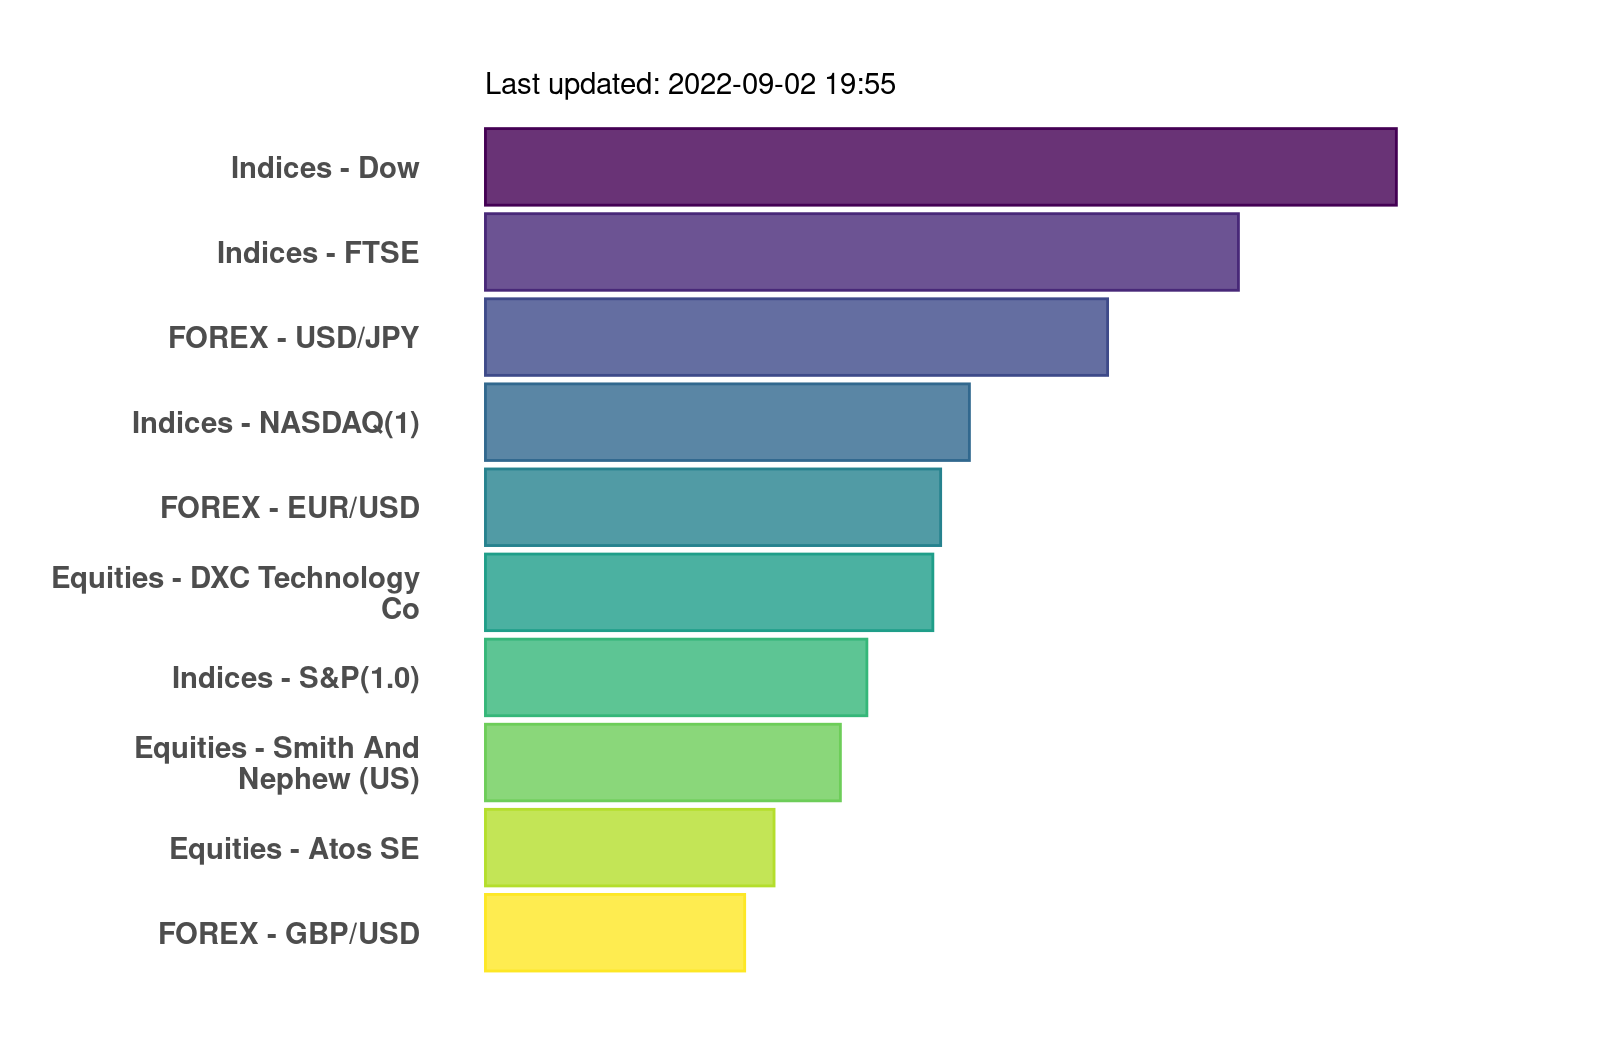 Last updated: 2022-09-02 19:55
Indices - Dow
Indices - FTSE
FOREX - USD/JPY
Indices - NASDAQ(1)
FOREX - EUR/USD
Equities - DXC Technology
Co
Indices - S&P(1.0)
Equities - Smith And
Nephew (US)
Equities - Atos SE
FOREX - GBP/USD